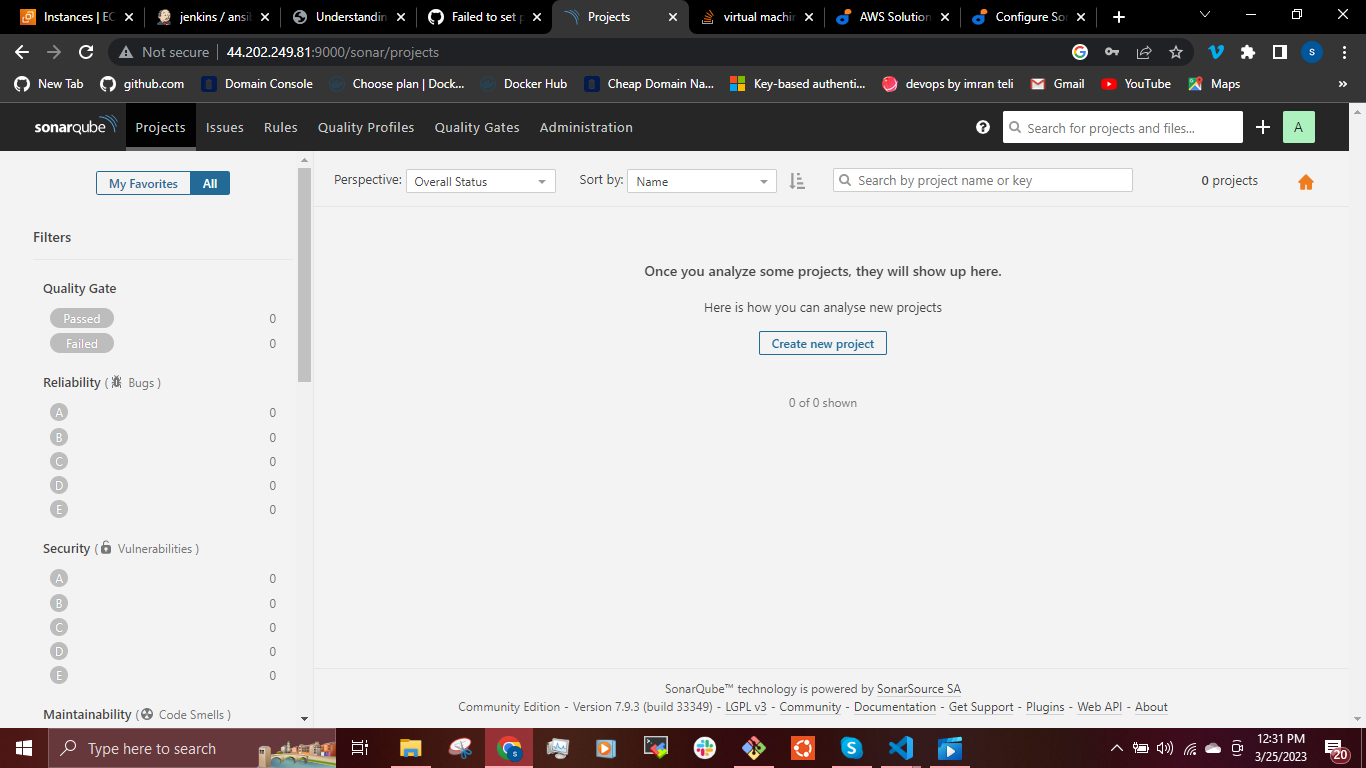 Instances | EC
jenkins / ansil
Understandin
Failed to set p
Projects
virtual machin
AWS Solution
Configure Sor
Not secure
44.202.249.81:9000/sonar/projects
s
New Tab
github.com
Domain Console
Choose plan | Dock...
Docker Hub
Cheap Domain Na...
Key-based authenti...
devops by imran teli
Gmail
YouTube
Maps
»
sonarqube
Projects
Issues
Rules
Quality Profiles
Quality Gates
Administration
Search for projects and files...
A
My Favorites
All
Perspective:
Overall Status
Sort by:
Name
Search by project name or key
0 projects
Filters
Quality Gate
Passed 0
Failed 0
Reliability ( Bugs )
A 0
B 0
C 0
D 0
E 0
Security ( Vulnerabilities )
A 0
B 0
C 0
D 0
E 0
Maintainability ( Code Smells )
Once you analyze some projects, they will show up here.
Here is how you can analyse new projects
Create new project
0 of 0 shown
SonarQube™ technology is powered by SonarSource SA
Community Edition - Version 7.9.3 (build 33349) - LGPL v3 - Community - Documentation - Get Support - Plugins - Web API - About
Type here to search
12:31 PM
3/25/2023
20